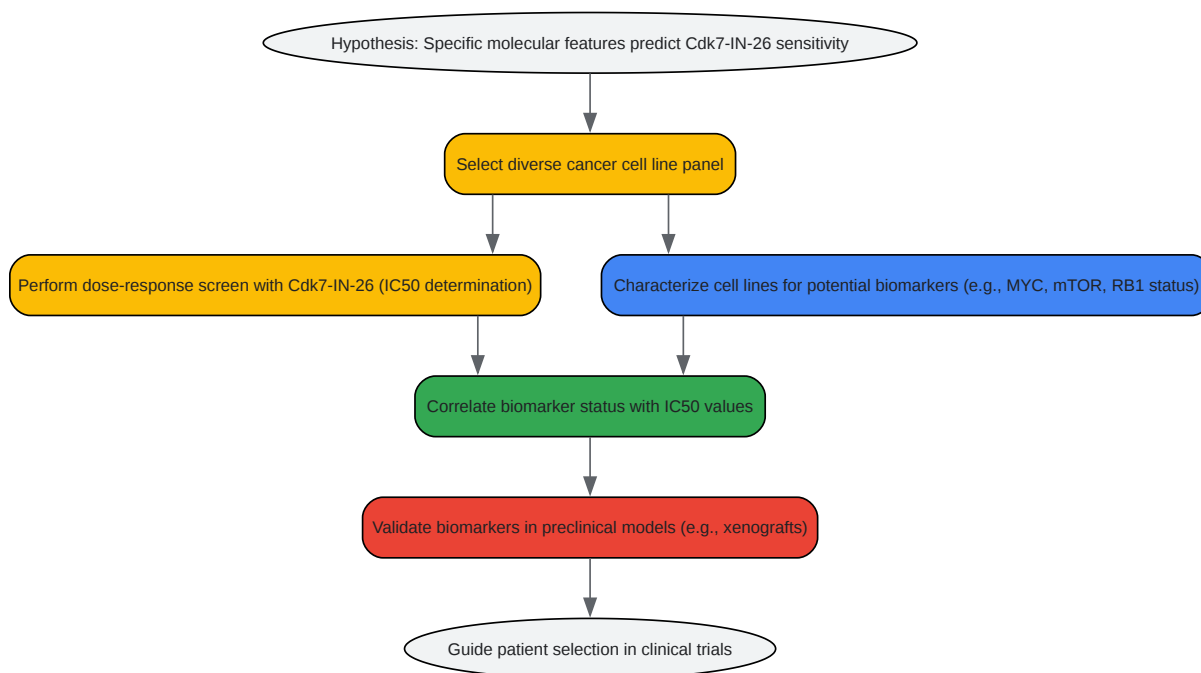 Hypothesis: Specific molecular features predict Cdk7-IN-26 sensitivity
Select diverse cancer cell line panel
Perform dose-response screen with Cdk7-IN-26 (IC50 determination)
Characterize cell lines for potential biomarkers (e.g., MYC, mTOR, RB1 status)
Correlate biomarker status with IC50 values
Validate biomarkers in preclinical models (e.g., xenografts)
Guide patient selection in clinical trials